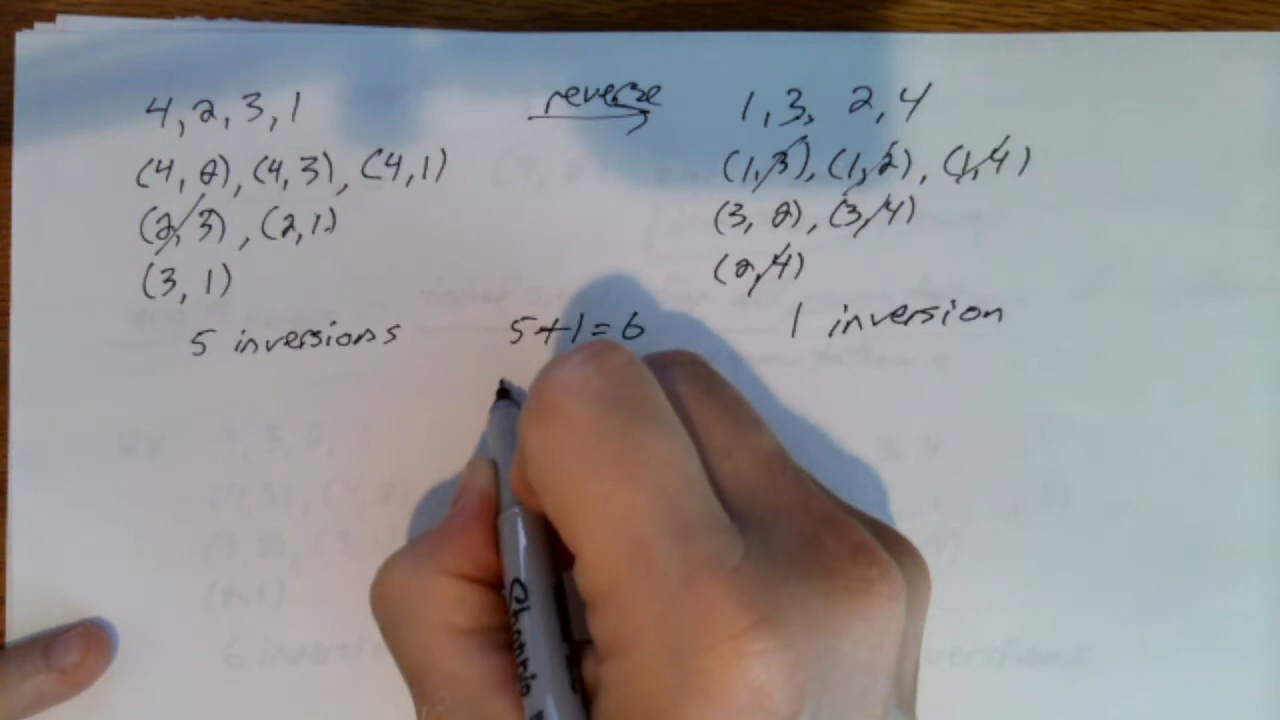 4, 2, 3, 1 reverse 1, 3, 2, 4
(4, 2), (4, 3), (4, 1) (1, 3), (1, 2), (1, 4)
(2, 3), (2, 1) (3, 2), (3, 4)
(3, 1) (2, 4)
5 inversions 5+1=6 1 inversion
Sharpie